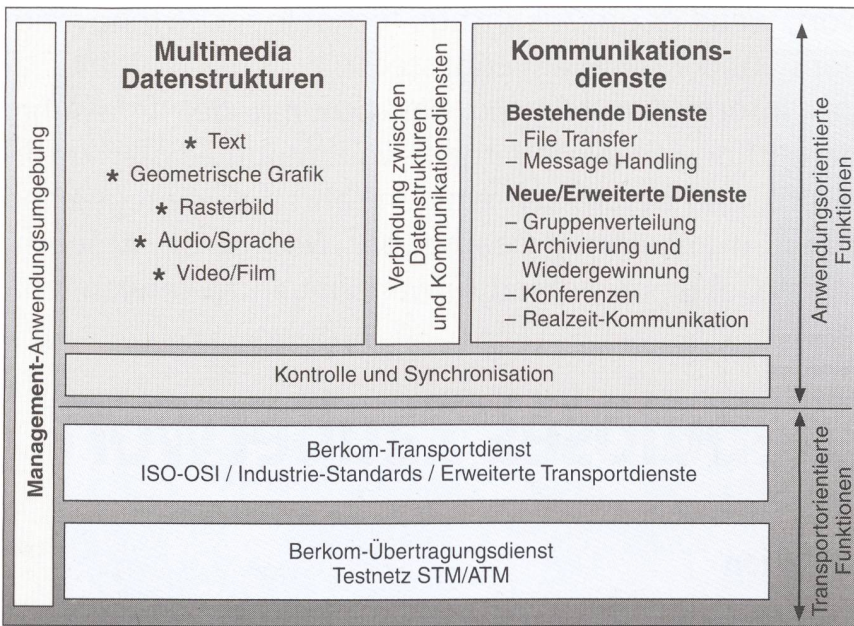 Management-Anwendungsumgebung
Multimedia
Datenstrukturen
* Text
* Geometrische Grafik
* Rasterbild
* Audio/Sprache
* Video/Film
Verbindung zwischen
Datenstrukturen
und Kommunikationsdiensten
Kommunikations-
dienste
Bestehende Dienste
– File Transfer
– Message Handling
Neue/Erweiterte Dienste
– Gruppenverteilung
– Archivierung und
Wiedergewinnung
– Konferenzen
– Realzeit-Kommunikation
Anwendungsorientierte
Funktionen
Kontrolle und Synchronisation
Berkom-Transportdienst
ISO-OSI / Industrie-Standards / Erweiterte Transportdienste
Berkom-Übertragungsdienst
Testnetz STM/ATM
Transportorientierte
Funktionen